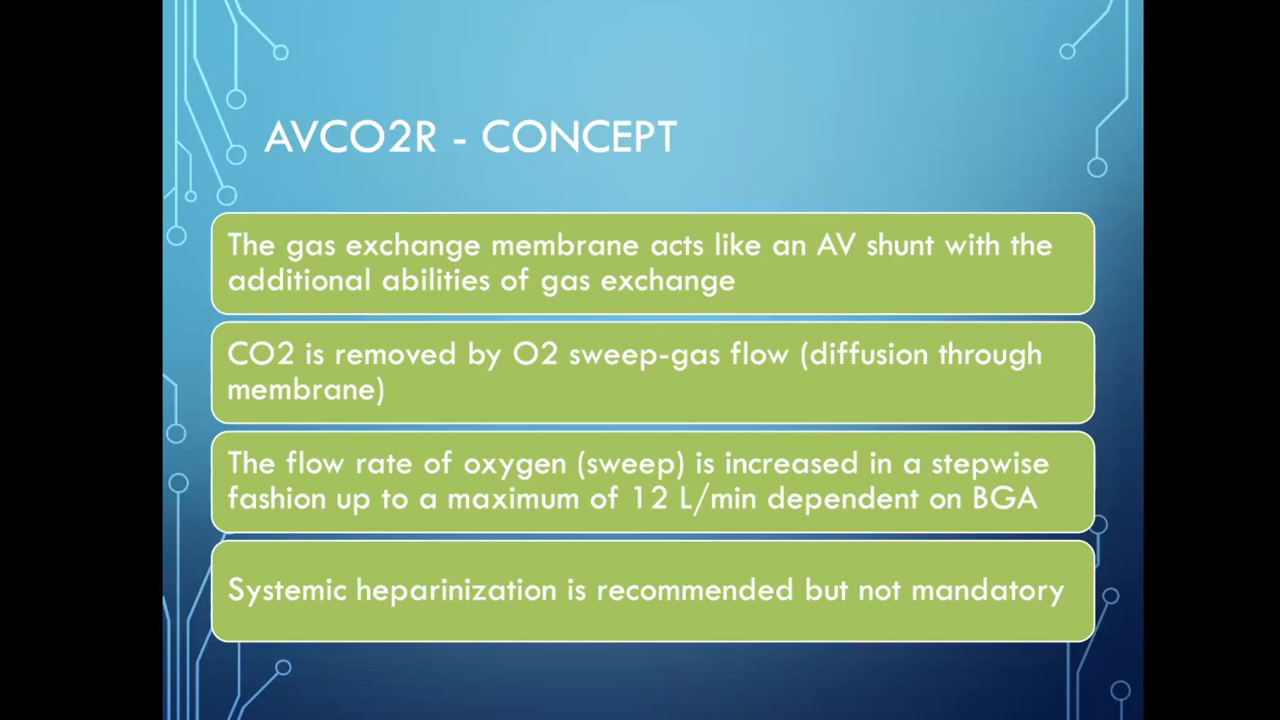 AVCO2R - CONCEPT
The gas exchange membrane acts like an AV shunt with the
additional abilities of gas exchange
CO2 is removed by O2 sweep-gas flow (diffusion through
membrane)
The flow rate of oxygen (sweep) is increased in a stepwise
fashion up to a maximum of 12 L/min dependent on BGA
Systemic heparinization is recommended but not mandatory